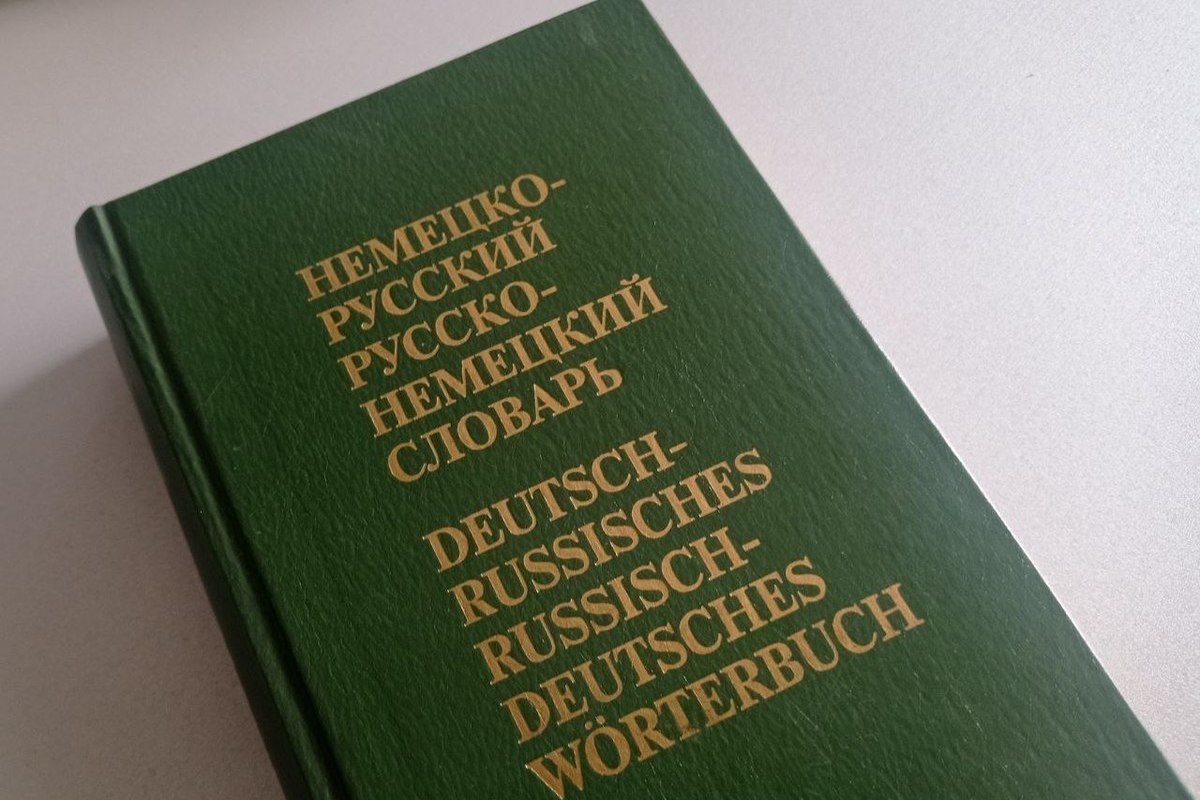 НЕМЕЦКО-
РУССКИЙ
РУССКО-
НЕМЕЦКИЙ
СЛОВАРЬ
DEUTSCH-
RUSSISCHES
RUSSISCH-
DEUTSCHES
WÖRTERBUCH